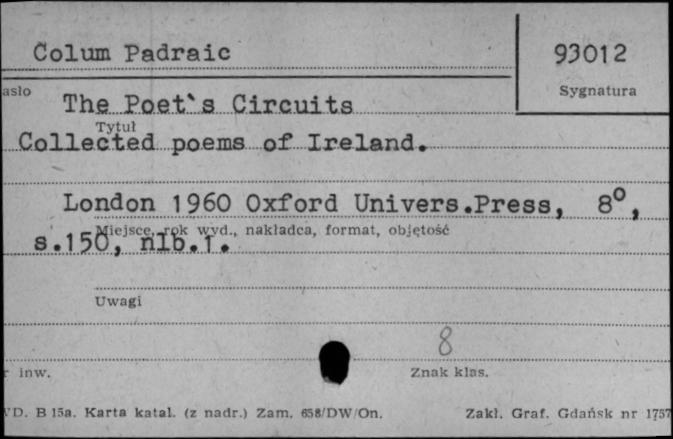 Colum Padraic
93012
asło
Sygnatura
The Poet`s Circuits
Tytuł
Collected poems of Ireland.
London 1960 Oxford Univers.Press, 8°,
Miejsce, rok wyd., nakładca, format, objętość
s.150, nlb.1.
Uwagi
8
r inw.
Znak klas.
D. B 15a. Karta katal. (z nadr.) Zam. 658/DW/On.
Zakł. Graf. Gdańsk nr 1757